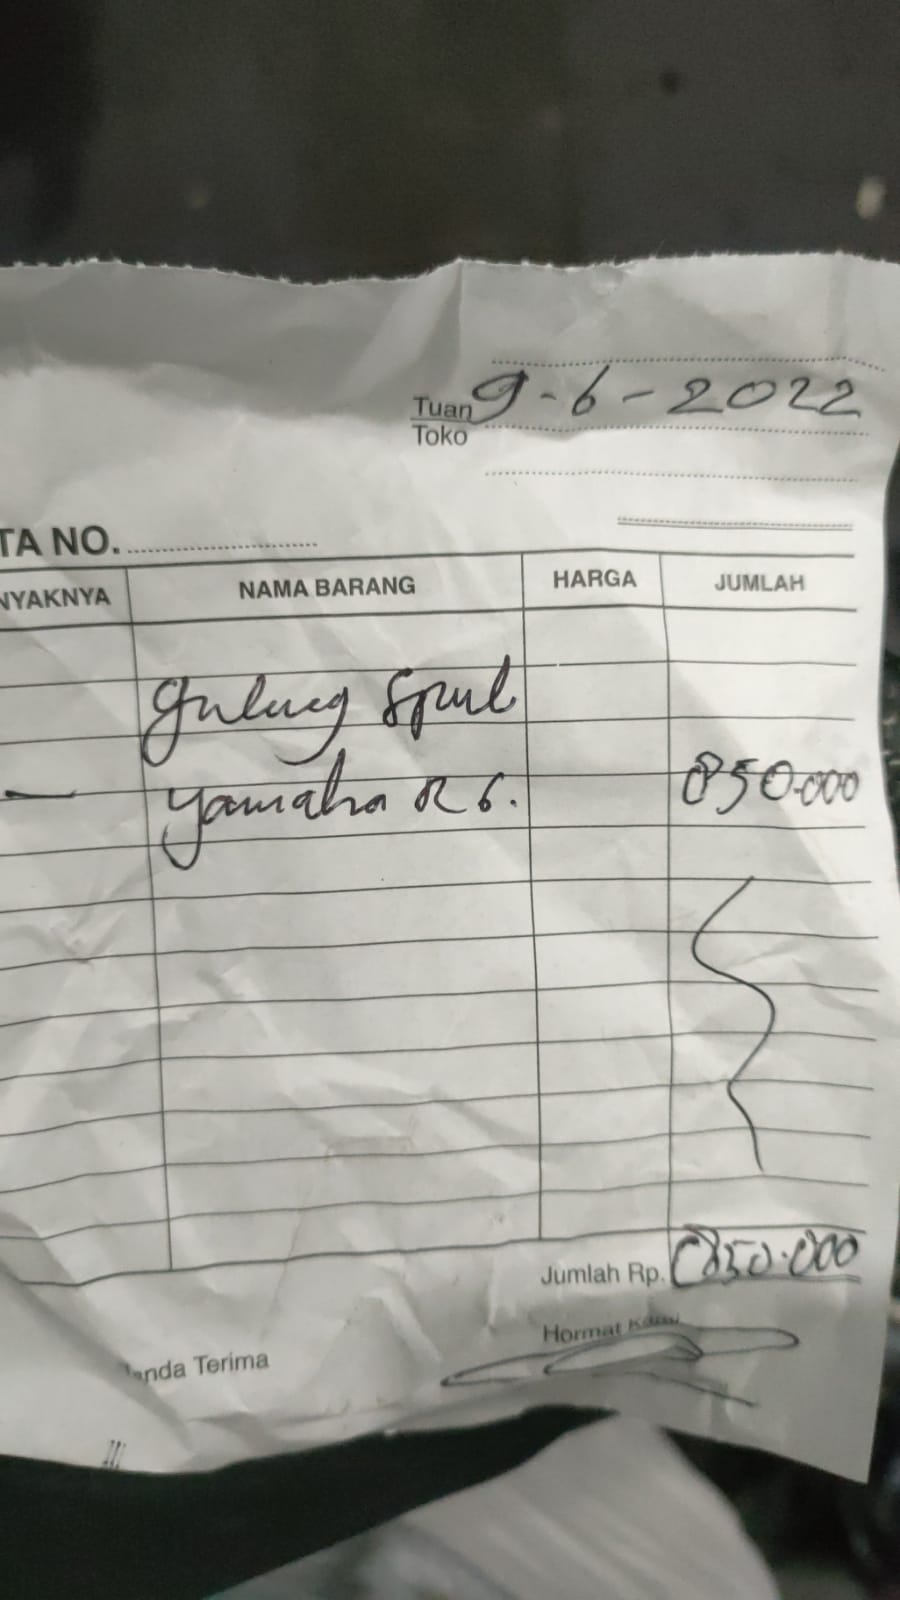 9-6-2022
Tuan
Toko
TA NO.
NYAKNYA NAMA BARANG HARGA JUMLAH
gulung Spul
yamaha R6. 850.000
Jumlah Rp. 850.000
Tanda Terima Hormat Kami